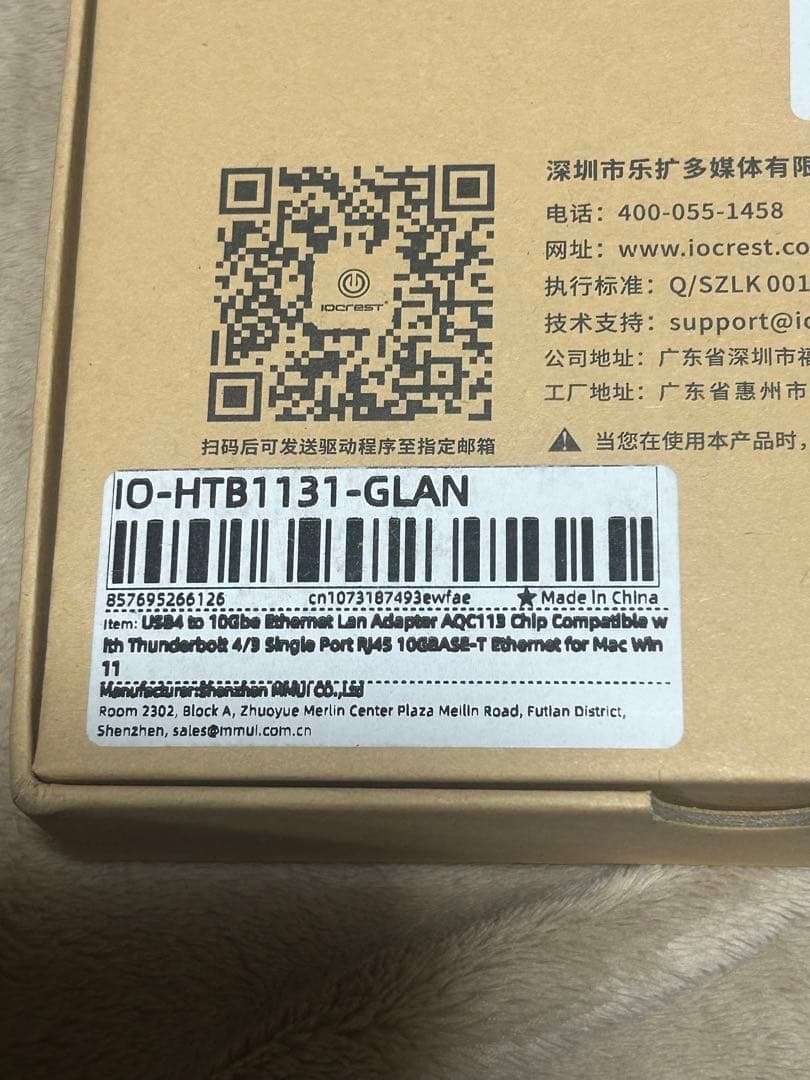 深圳市乐扩多媒体有限
电话：400-055-1458
网址：www.iocrest.co
执行标准：Q/SZLK 001
技术支持：support@io
公司地址：广东省深圳市福
工厂地址：广东省惠州市
当您在使用本产品时，
IOCREST
扫码后可发送驱动程序至指定邮箱
IO-HTB1131-GLAN
857695266126 cn1073187493ewfae ★Made In China
Item: USB4 to 10Gbe Ethernet Lan Adapter AQC113 Chip Compatible w
ith Thunderbolt 4/3 Single Port RJ45 10GBASE-T Ethernet for Mac Win
11
Manufacturer:Shenzhen MMUI CO.,Ltd
Room 2302, Block A, Zhuoyue Merlin Center Plaza Meilin Road, Futian District,
Shenzhen, sales@mmui.com.cn